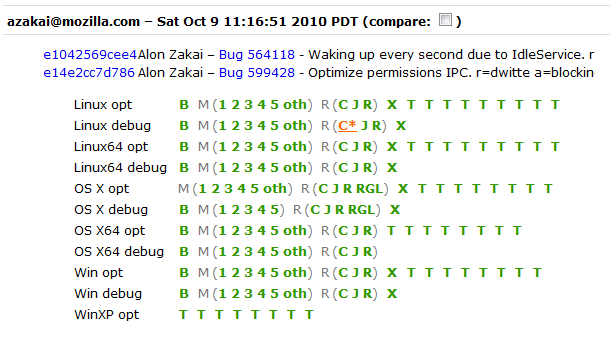 azakai@mozilla.com – Sat Oct 9 11:16:51 2010 PDT (compare: )
e1042569cee4 Alon Zakai – Bug 564118 - Waking up every second due to IdleService. r
e14e2cc7d786 Alon Zakai – Bug 599428 - Optimize permissions IPC. r=dwitte a=blockin
Linux opt B M (1 2 3 4 5 oth) R (C J R) X T T T T T T T T T
Linux debug B M (1 2 3 4 5 oth) R (C* J R) X
Linux64 opt B M (1 2 3 4 5 oth) R (C J R) X T T T T T T T T T
Linux64 debug B M (1 2 3 4 5 oth) R (C J R) X
OS X opt M (1 2 3 4 5 oth) R (C J R RGL) X T T T T T T T T
OS X debug B M (1 2 3 4 5) R (C J R RGL) X
OS X64 opt B M (1 2 3 4 5 oth) R (C J R) T T T T T T T T
OS X64 debug B M (1 2 3 4 5 oth) R (C J R)
Win opt B M (1 2 3 4 5 oth) R (C J R) X T T T T T T T T
Win debug B M (1 2 3 4 5 oth) R (C J R) X
WinXP opt T T T T T T T T